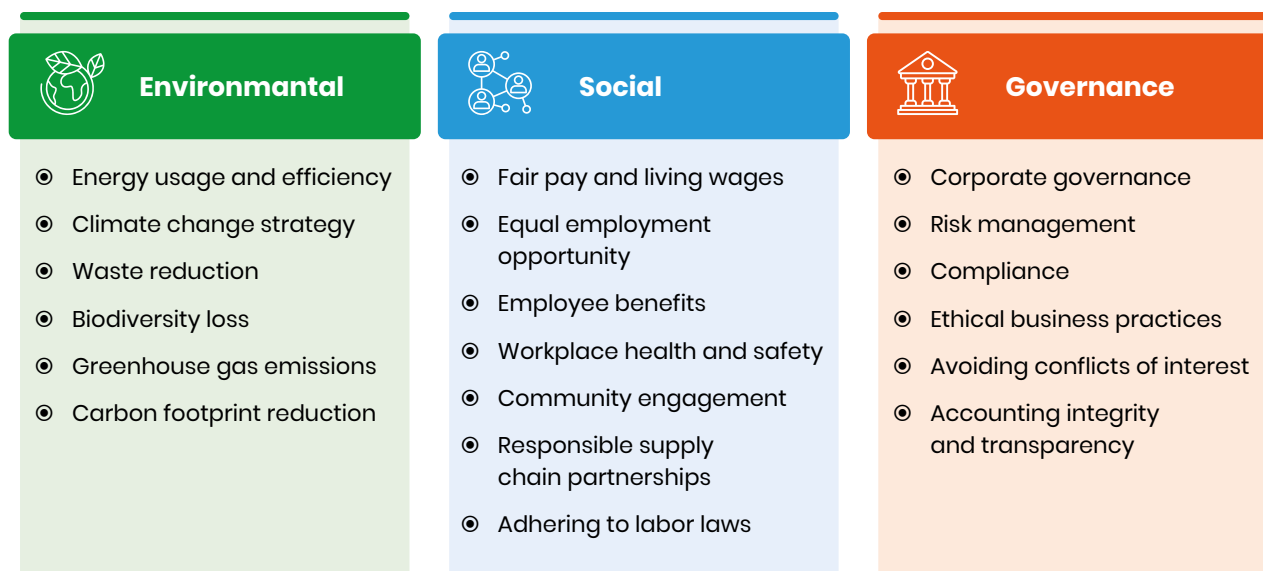 Environmantal
Energy usage and efficiency
Climate change strategy
Waste reduction
Biodiversity loss
Greenhouse gas emissions
Carbon footprint reduction
Social
Fair pay and living wages
Equal employment
opportunity
Employee benefits
Workplace health and safety
Community engagement
Responsible supply
chain partnerships
Adhering to labor laws
Governance
Corporate governance
Risk management
Compliance
Ethical business practices
Avoiding conflicts of interest
Accounting integrity
and transparency